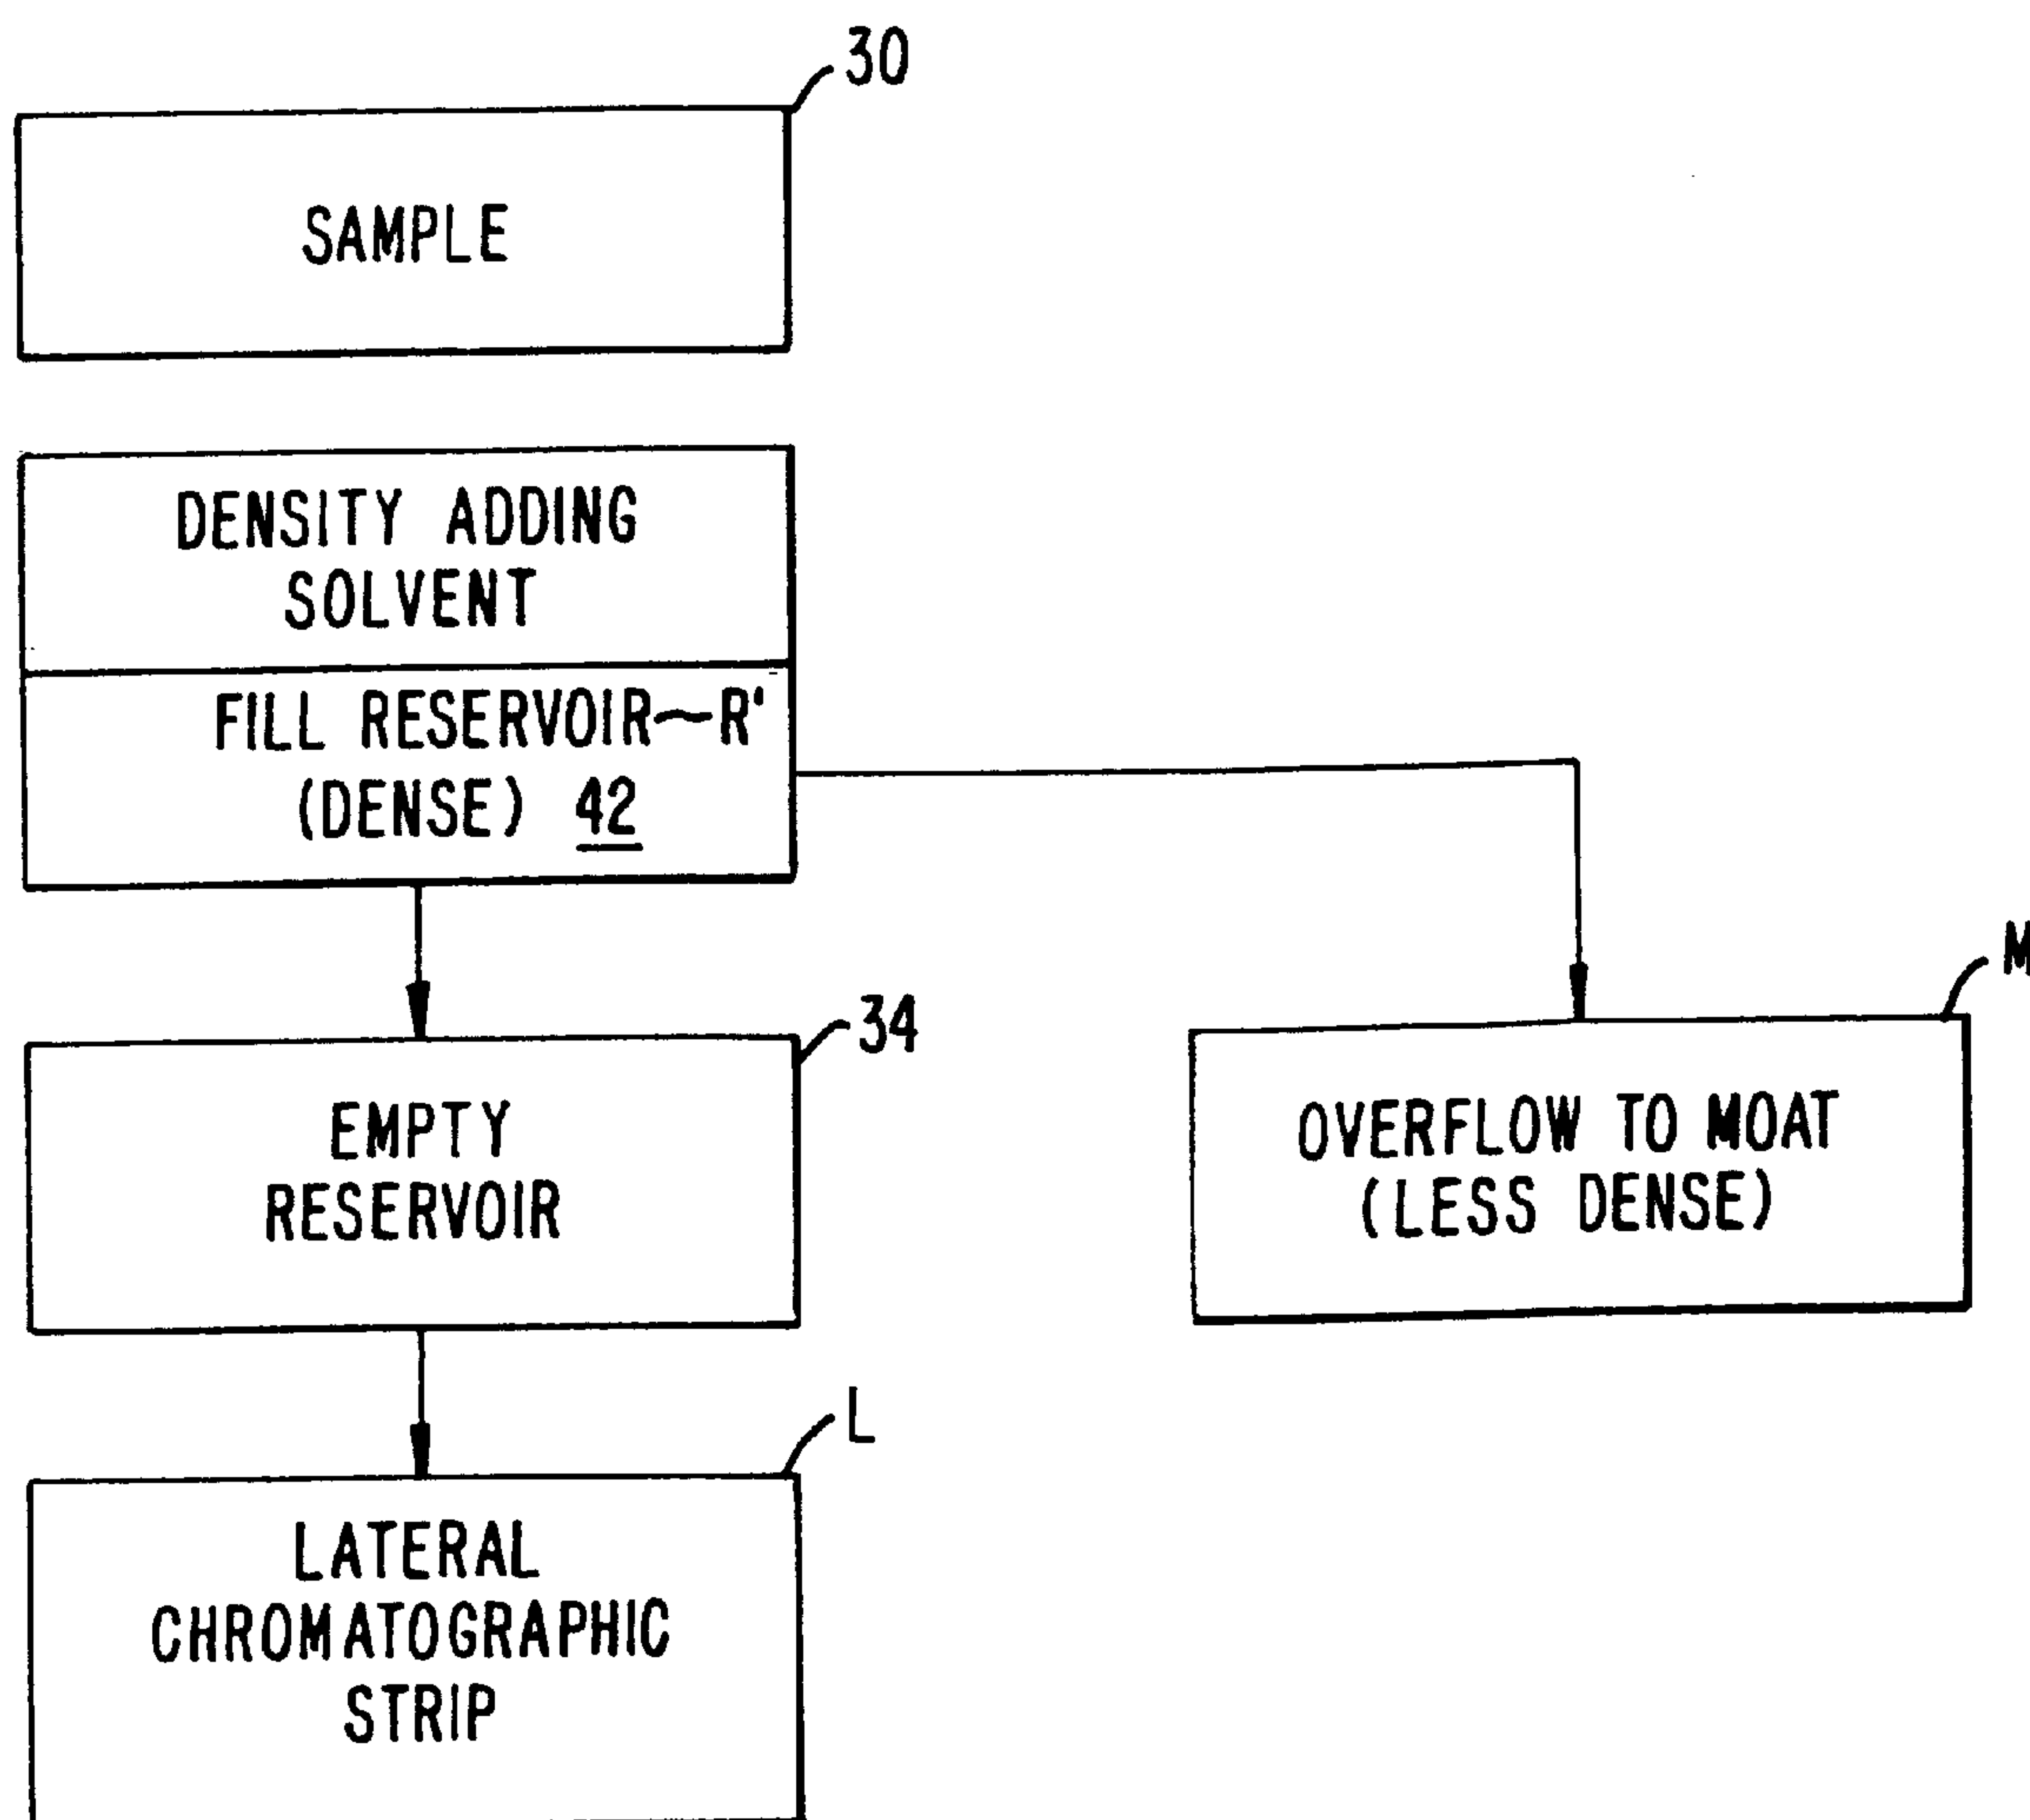 30
SAMPLE
DENSITY ADDING
SOLVENT
FILL RESERVOIR~R'
(DENSE) 42
34
EMPTY
RESERVOIR
M
OVERFLOW TO MOAT
(LESS DENSE)
L
LATERAL
CHROMATOGRAPHIC
STRIP